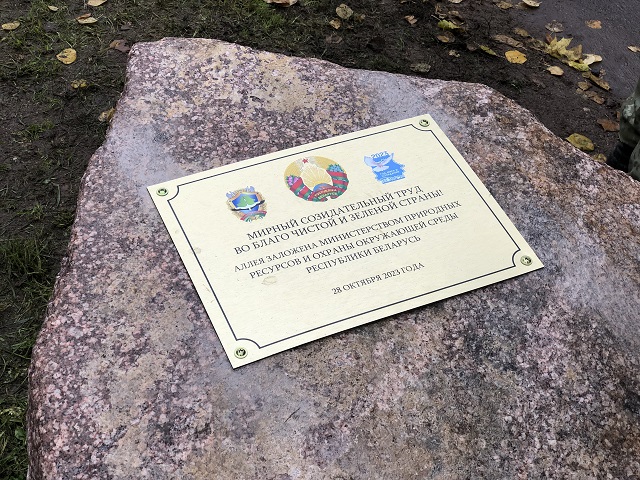 2023
МИРНЫЙ СОЗИДАТЕЛЬНЫЙ ТРУД
ВО БЛАГО ЧИСТОЙ И ЗЕЛЕНОЙ СТРАНЫ!
АЛЛЕЯ ЗАЛОЖЕНА МИНИСТЕРСТВОМ ПРИРОДНЫХ
РЕСУРСОВ И ОХРАНЫ ОКРУЖАЮЩЕЙ СРЕДЫ
РЕСПУБЛИКИ БЕЛАРУСЬ
28 ОКТЯБРЯ 2023 ГОДА